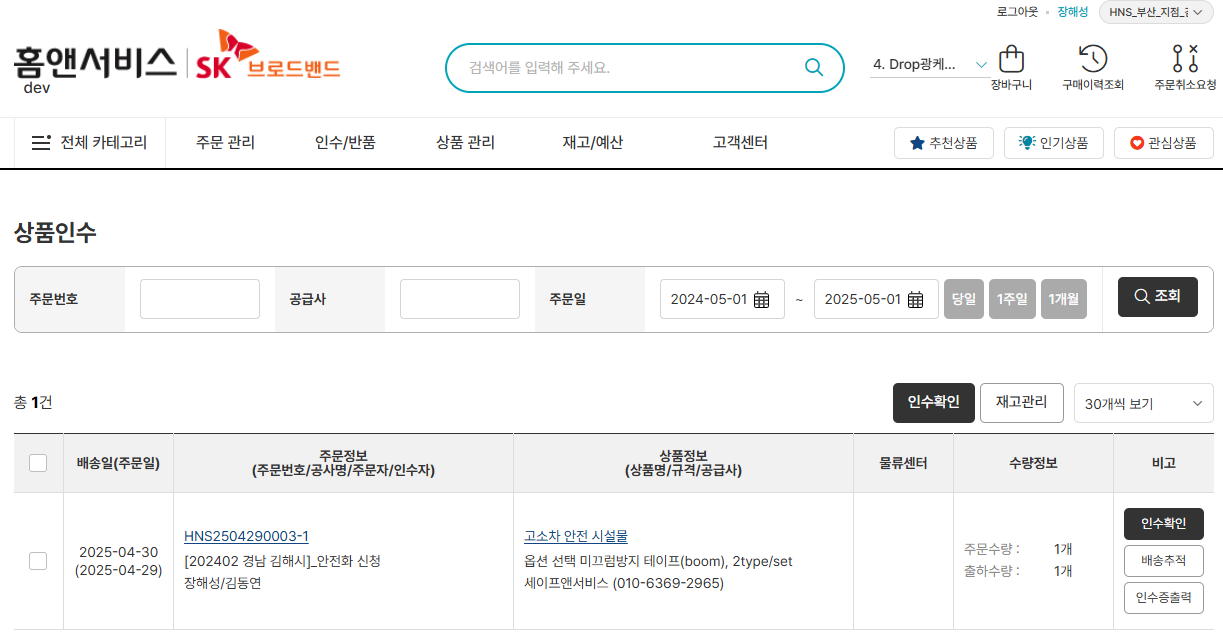 로그아웃 장해성 HNS_부산_지점_
홈앤서비스 SK브로드밴드
dev
검색어를 입력해 주세요.
4. Drop광케...
장바구니 구매이력조회 주문취소요청
전체 카테고리 주문 관리 인수/반품 상품 관리 재고/예산 고객센터 추천상품 인기상품 관심상품
상품인수
주문번호 공급사 주문일 2024-05-01 ~ 2025-05-01 당일 1주일 1개월 조회
총 1건 인수확인 재고관리 30개씩 보기
배송일(주문일) 주문정보 상품정보 물류센터 수량정보 비고
(주문번호/공사명/주문자/인수자) (상품명/규격/공급사)
2025-04-30
(2025-04-29)
HNS2504290003-1
[202402 경남 김해시]_안전화 신청
장해성/김동연
고소차 안전 시설물
옵션 선택 미끄럼방지 테이프(boom), 2type/set
세이프앤서비스 (010-6369-2965)
주문수량 : 1개
출하수량 : 1개
인수확인
배송추적
인수증출력